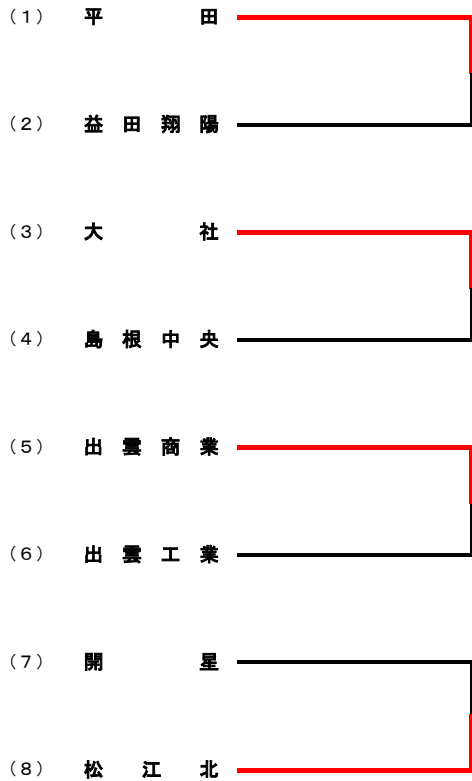 （１） 平田
（２） 益田翔陽
（３） 大社
（４） 島根中央
（５） 出雲商業
（６） 出雲工業
（７） 開星
（８） 松江北